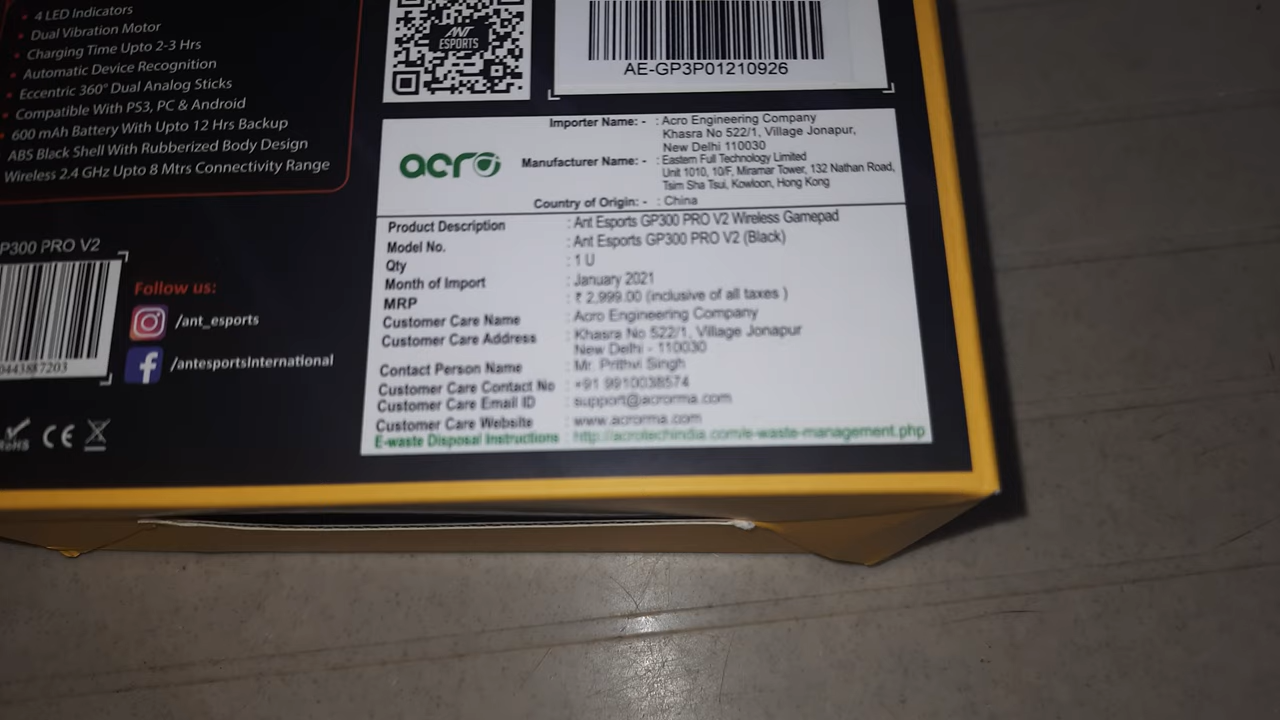 4 LED Indicators
Dual Vibration Motor
Charging Time Upto 2-3 Hrs
Automatic Device Recognition
Eccentric 360° Dual Analog Sticks
Compatible With PS3, PC & Android
600 mAh Battery With Upto 12 Hrs Backup
ABS Black Shell With Rubberized Body Design
Wireless 2.4 GHz Upto 8 Mtrs Connectivity Range
ANT
ESPORTS
AE-GP3P01210926
acro
Importer Name: - : Acro Engineering Company
Khasra No 522/1, Village Jonapur,
New Delhi 110030
Manufacturer Name: - : Eastern Full Technology Limited
Unit 1010, 10/F, Miramar Tower, 132 Nathan Road,
Tsim Sha Tsui, Kowloon, Hong Kong
Country of Origin: - : China
Product Description : Ant Esports GP300 PRO V2 Wireless Gamepad
Model No. : Ant Esports GP300 PRO V2 (Black)
Qty : 1 U
Month of Import : January 2021
MRP : ₹ 2,999.00 (inclusive of all taxes )
Customer Care Name : Acro Engineering Company
Customer Care Address : Khasra No 522/1, Village Jonapur
New Delhi - 110030
Contact Person Name : Mr. Prithvi Singh
Customer Care Contact No : +91 9910038574
Customer Care Email ID : support@acrorma.com
Customer Care Website : www.acrorma.com
E-waste Disposal Instructions : http://acrotechindia.com/e-waste-management.php
P300 PRO V2
0443887203
Follow us:
/ant_esports
/antesportsinternational
RoHS CE